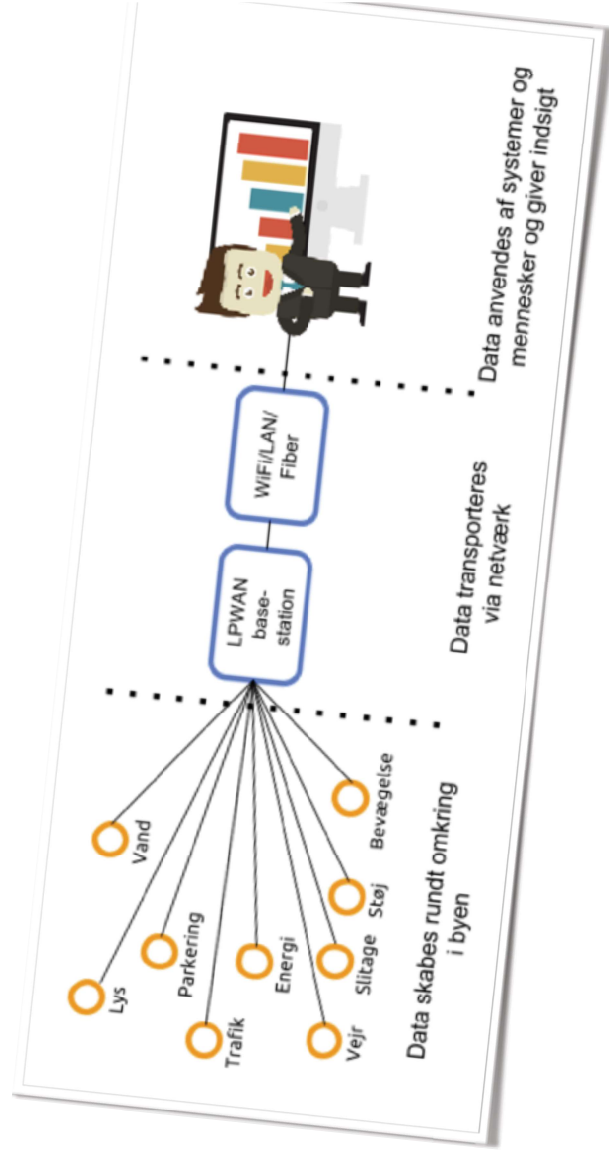 Vand
Lys
Parkering
Trafik
Energi
Bevægelse
Støj
Slitage
Vejr
LPWAN
base-
station
WiFi/LAN/
Fiber
Data skabes rundt omkring
i byen
Data transporteres
via netværk
Data anvendes af systemer og
mennesker og giver indsigt